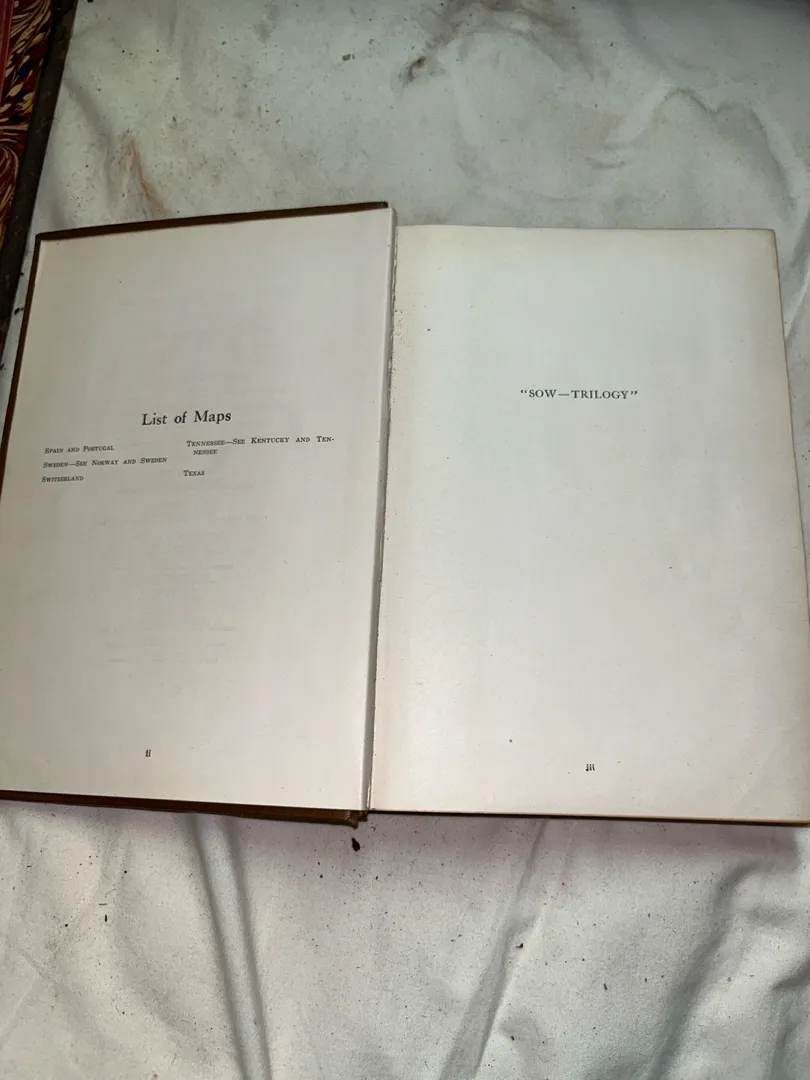 List of Maps
Spain and Portugal
Sweden—See Norway and Sweden
Switzerland
Tennessee—See Kentucky and Ten-
nessee
Texas
ii
"SOW—TRILOGY"
iii